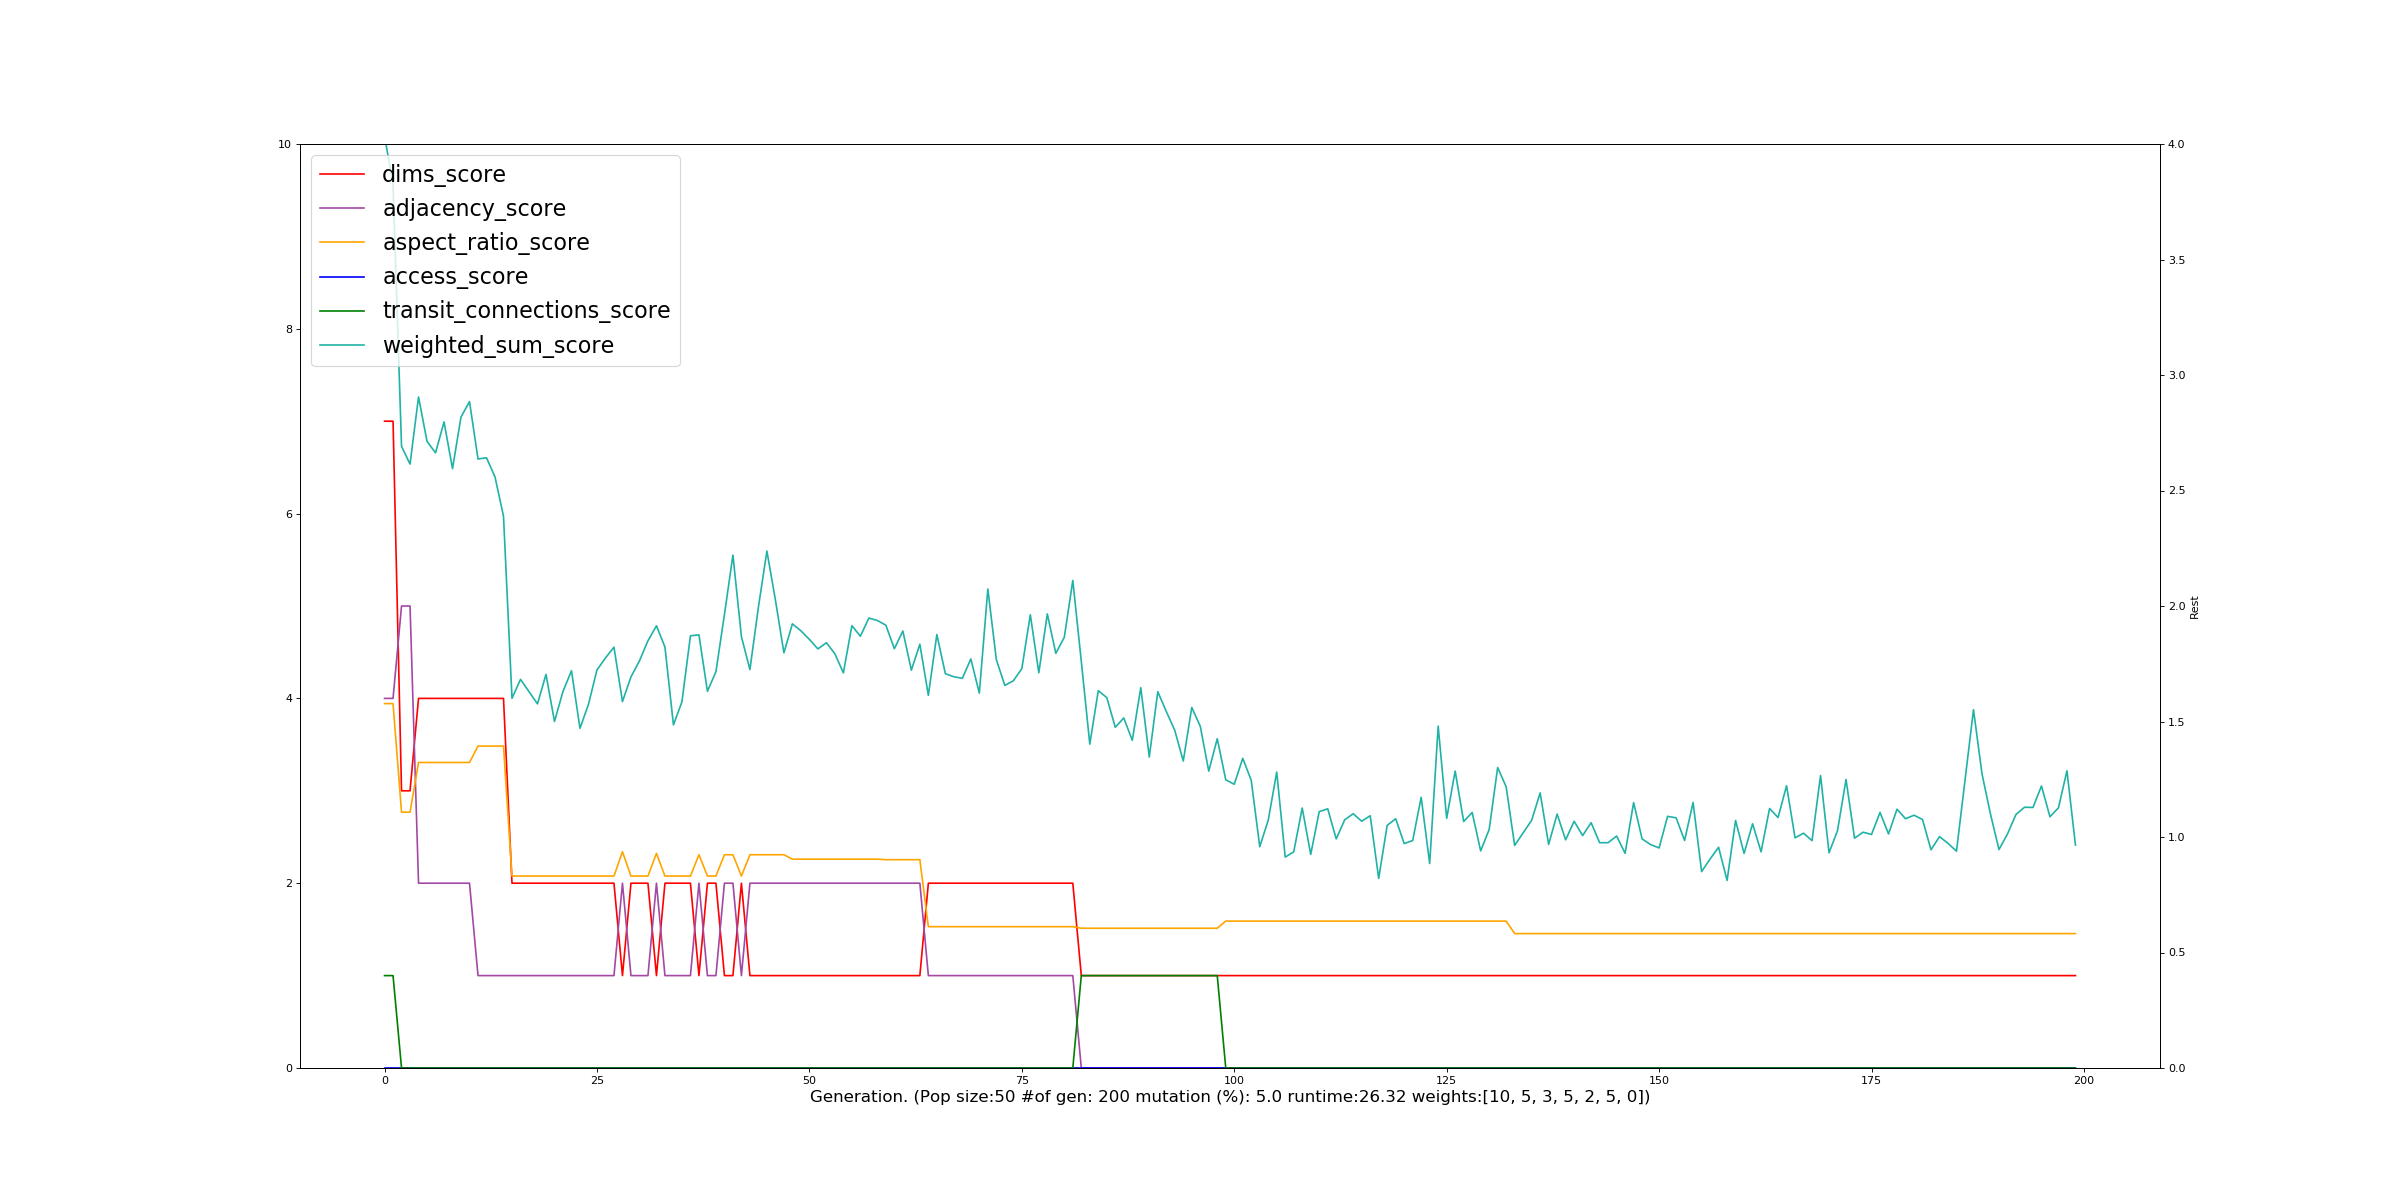 10
8
6
4
2
0
dims_score
adjacency_score
aspect_ratio_score
access_score
transit_connections_score
weighted_sum_score
4.0
3.5
3.0
2.5
2.0
1.5
1.0
0.5
0.0
Rest
0 25 50 75 100 125 150 175 200
Generation. (Pop size:50 #of gen: 200 mutation (%): 5.0 runtime:26.32 weights:[10, 5, 3, 5, 2, 5, 0])